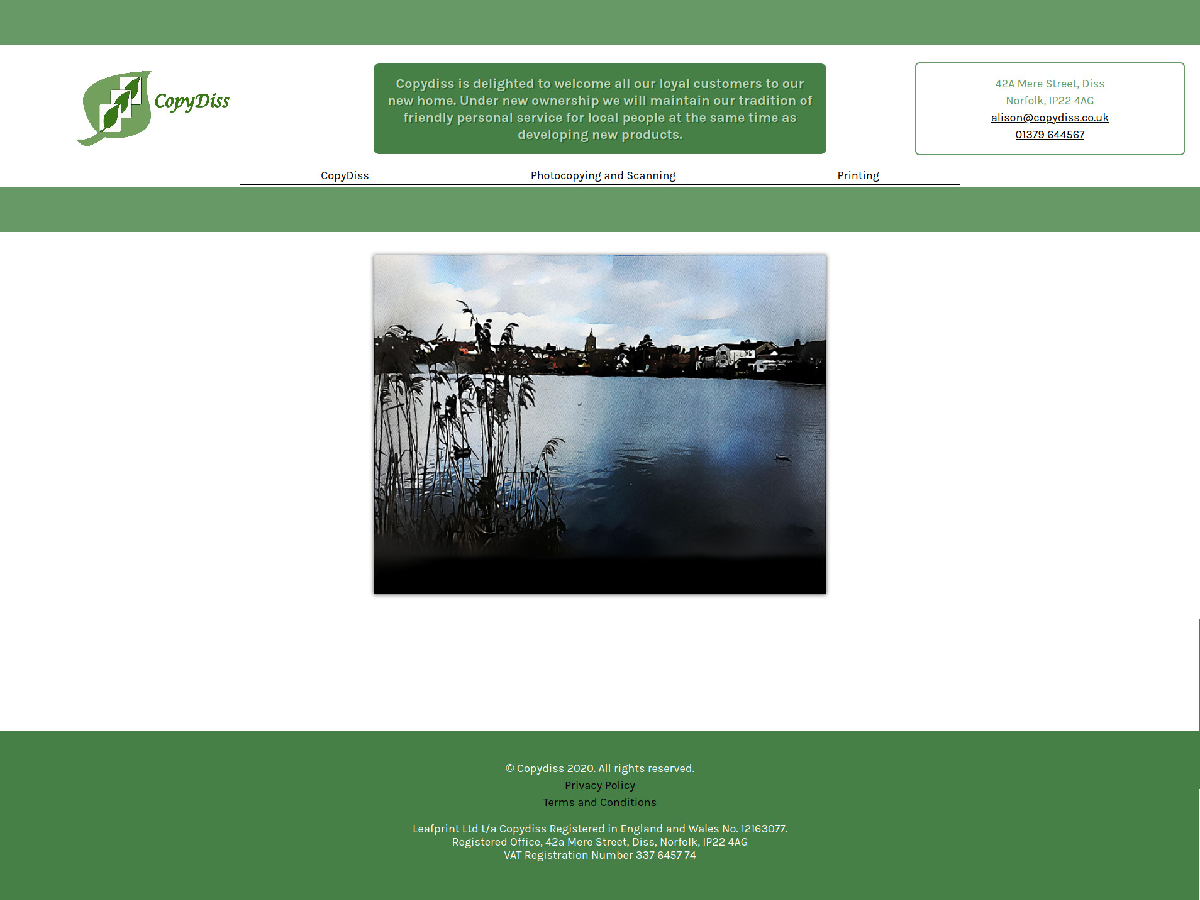 CopyDiss
Copydiss is delighted to welcome all our loyal customers to our
new home. Under new ownership we will maintain our tradition of
friendly personal service for local people at the same time as
developing new products.
42A Mere Street, Diss
Norfolk, IP22 4AG
alison@copydiss.co.uk
01379 644567
CopyDiss
Photocopying and Scanning
Printing
© Copydiss 2020. All rights reserved.
Privacy Policy
Terms and Conditions
Leafprint Ltd t/a Copydiss Registered in England and Wales No. 12163077.
Registered Office, 42a Mere Street, Diss, Norfolk, IP22 4AG
VAT Registration Number 337 6457 74